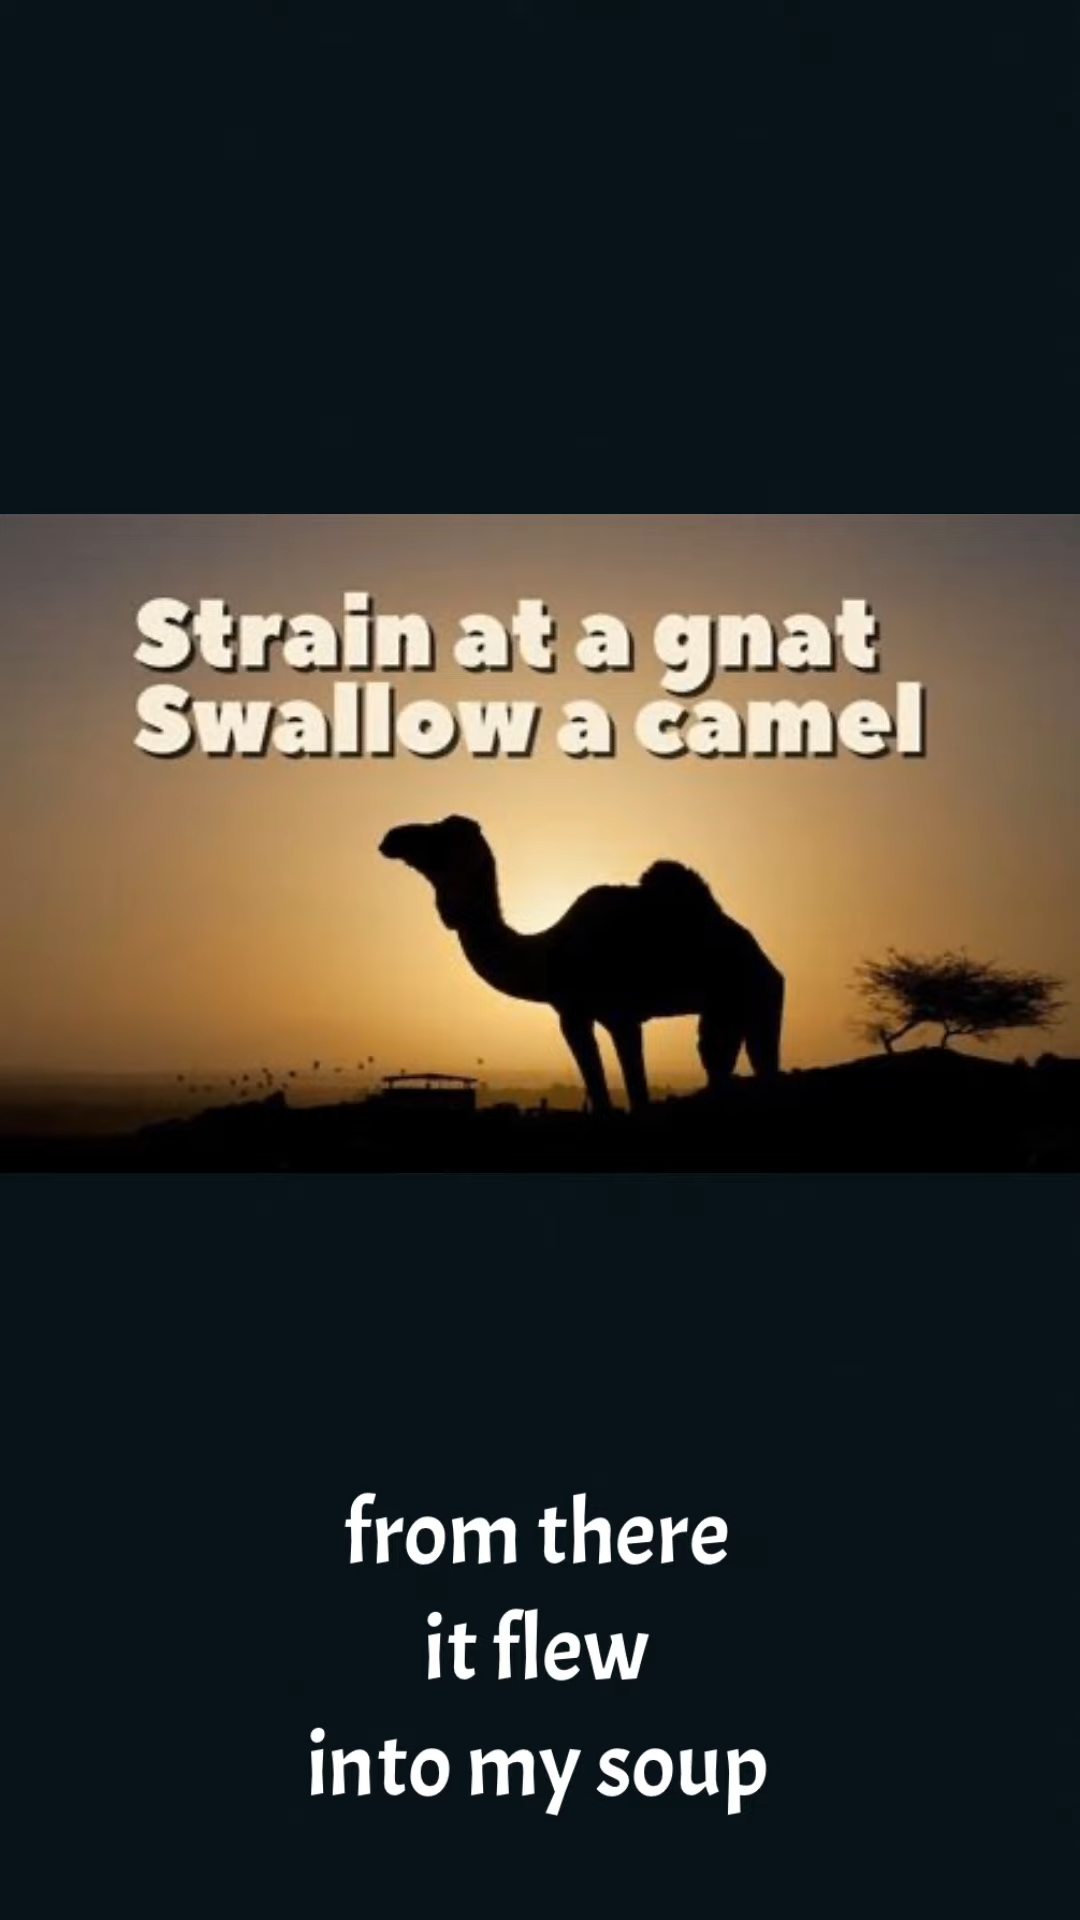 Strain at a gnat
Swallow a camel
from there
it flew
into my soup